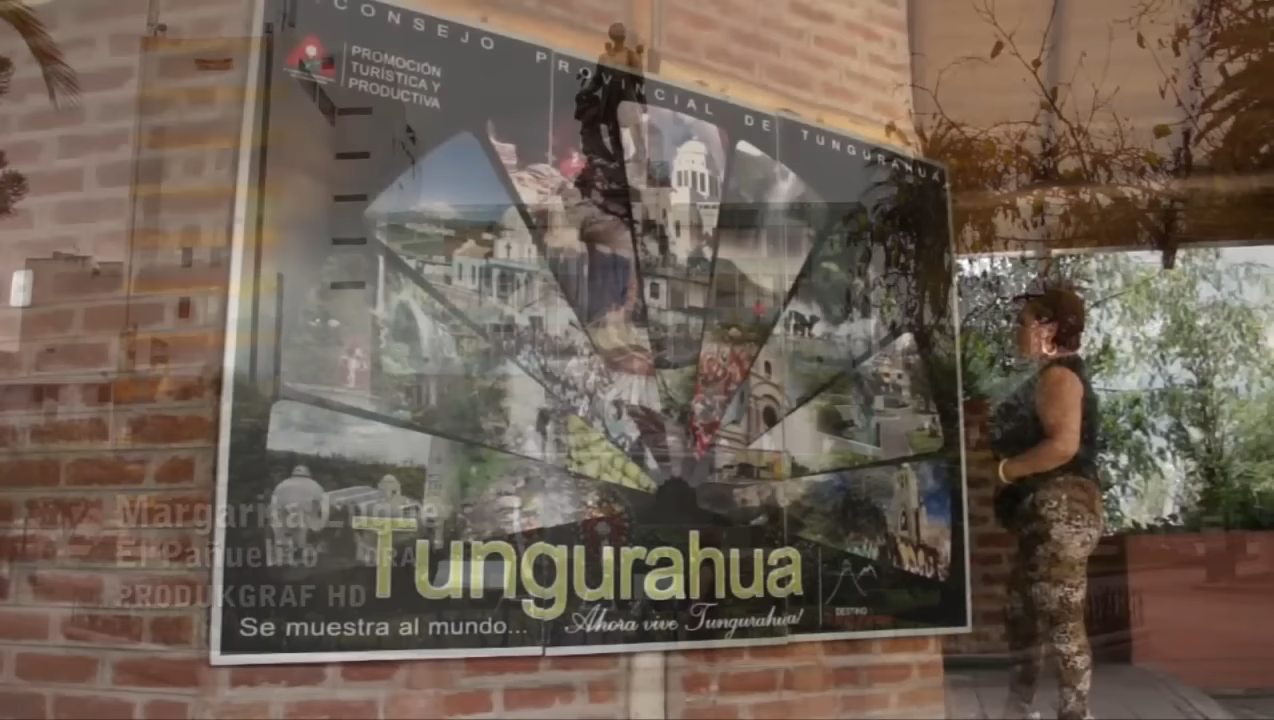 CONSEJO PROVINCIAL DE TUNGURAHUA
PROMOCIÓN
TURÍSTICA Y
PRODUCTIVA
Margarita Luque
El Pañuelito
PRODUKGRAF HD
Tungurahua
Se muestra al mundo...
Ahora vive Tungurahua!
DESTINO